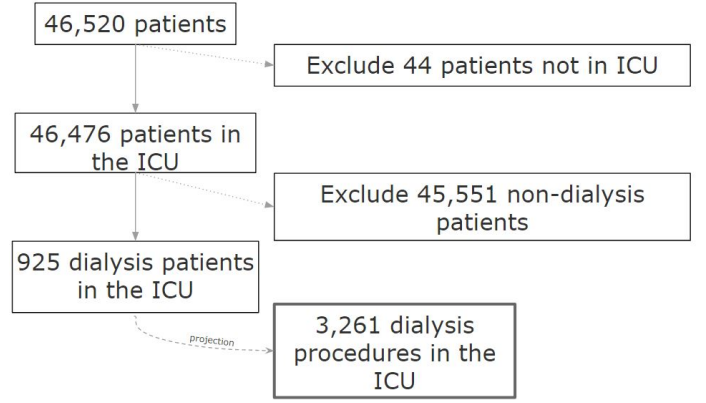 46,520 patients
Exclude 44 patients not in ICU
46,476 patients in
the ICU
Exclude 45,551 non-dialysis
patients
925 dialysis patients
in the ICU
projection
3,261 dialysis
procedures in the
ICU